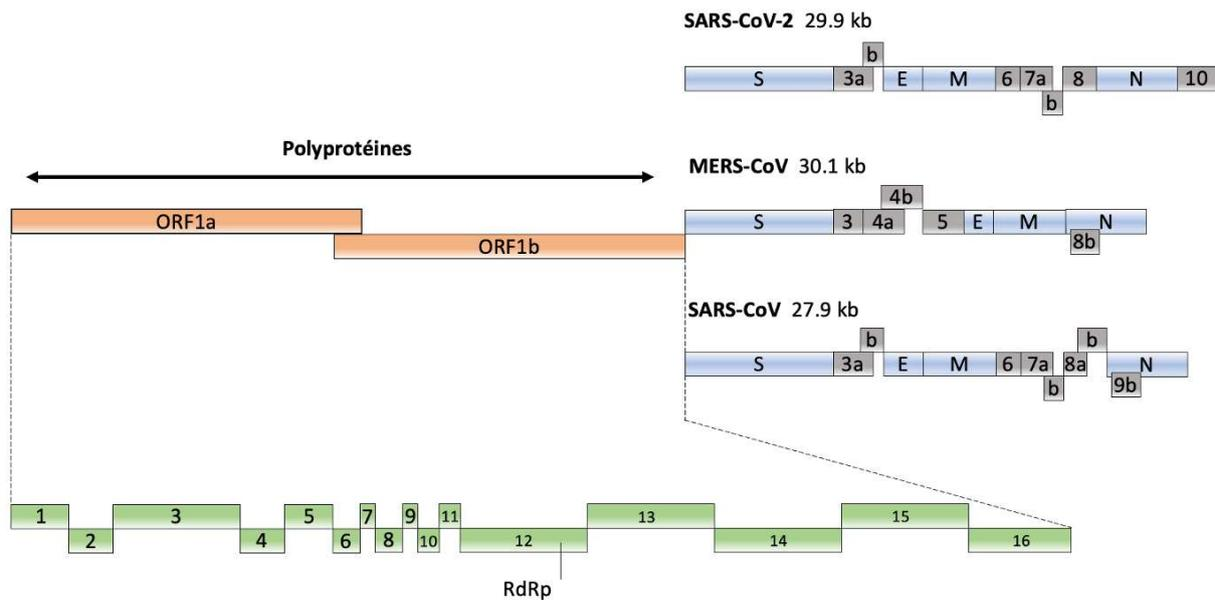 SARS-CoV-2 29.9 kb
b
S 3a E M 6 7a 8 N 10
b
Polyprotéines
MERS-CoV 30.1 kb
4b
ORF1a
S 3 4a 5 E M N
ORF1b
8b
SARS-CoV 27.9 kb
b b
S 3a E M 6 7a 8a N
b 9b
1 3 5 7 9 11 13 15
2 4 6 8 10 12 14 16
RdRp